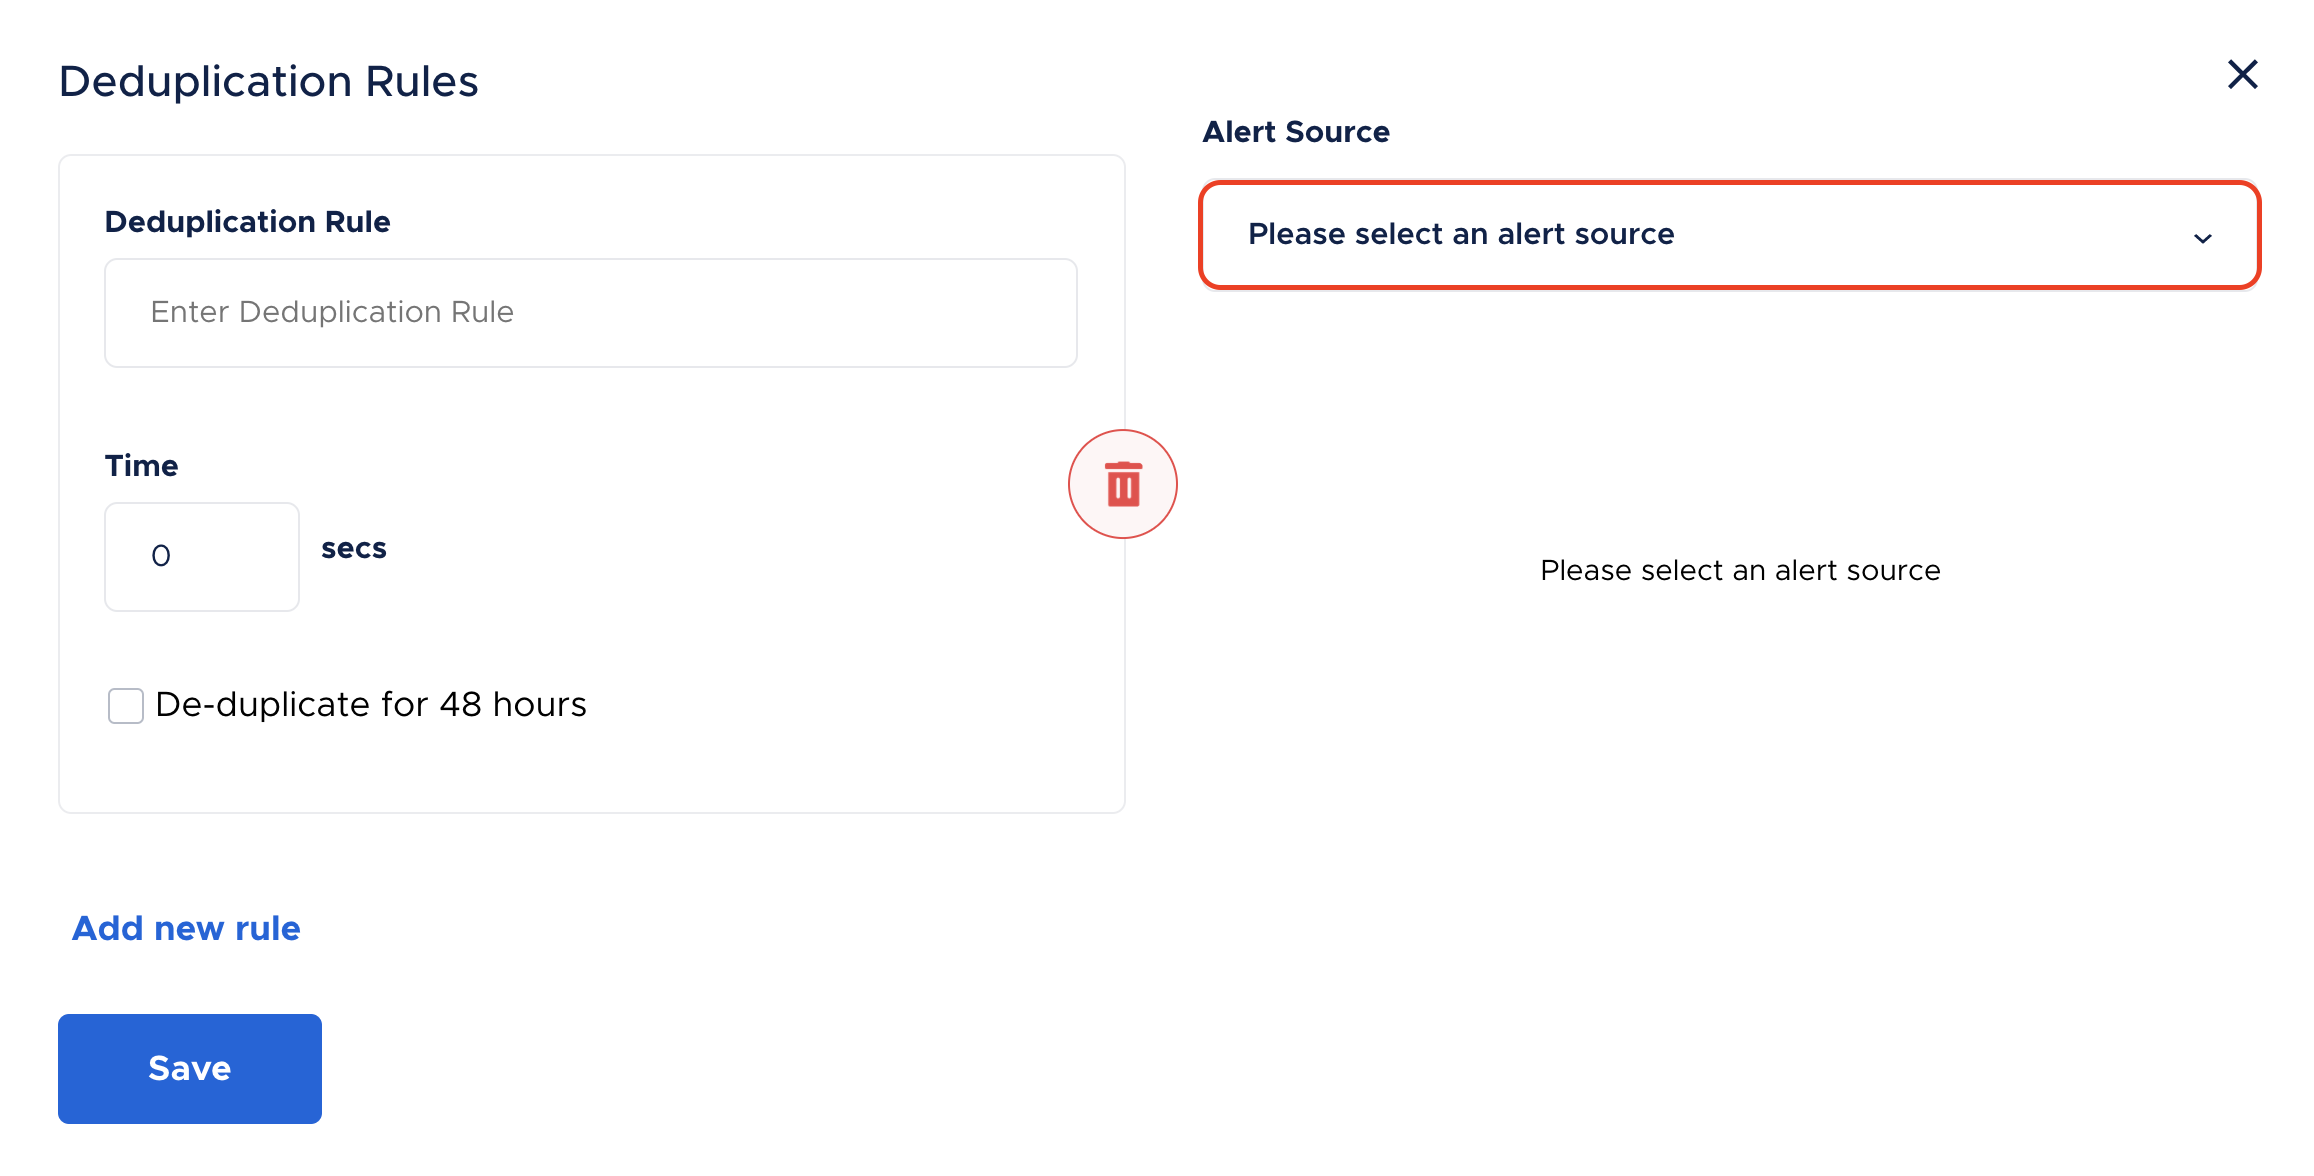 Deduplication Rules
Deduplication Rule
Enter Deduplication Rule
Time
0
secs
De-duplicate for 48 hours
Add new rule
Save
Alert Source
Please select an alert source
Please select an alert source